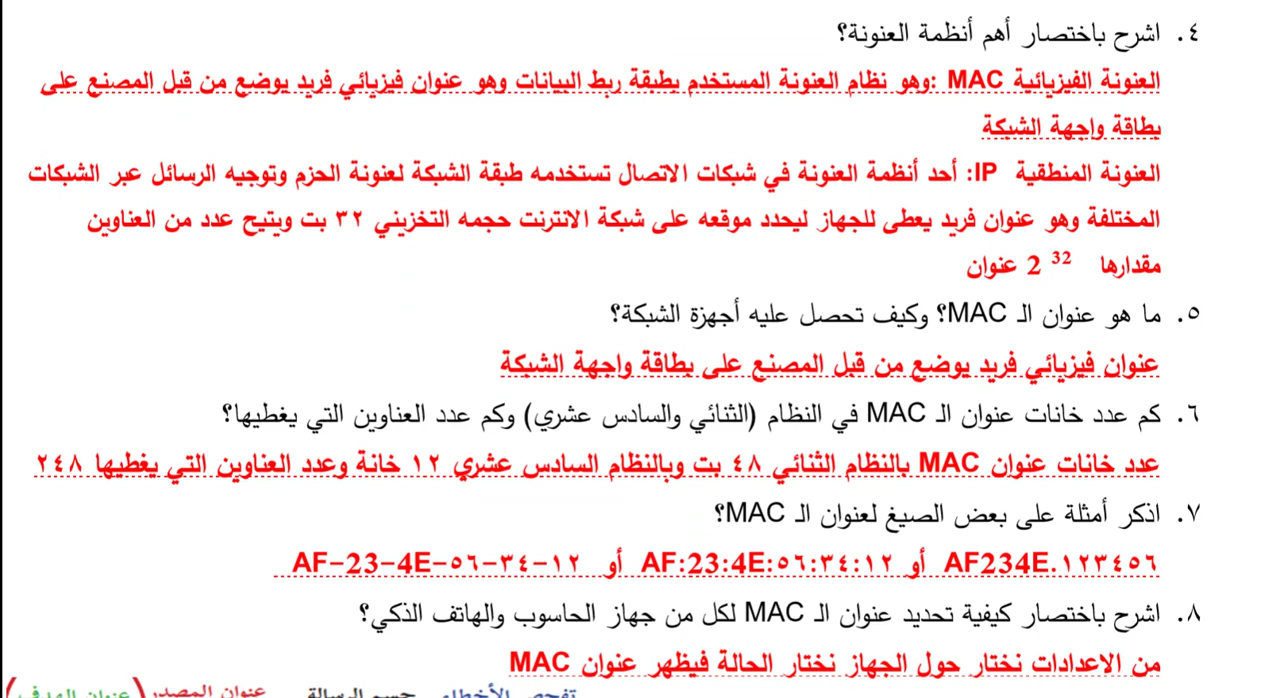 ٤. اشرح باختصار أهم أنظمة العنونة؟
العنونة الفيزيائية MAC :وهو نظام العنونة المستخدم بطبقة ربط البيانات وهو عنوان فيزيائي فريد يوضع من قبل المصنع على
بطاقة واجهة الشبكة
العنونة المنطقية IP: أحد أنظمة العنونة في شبكات الاتصال تستخدمه طبقة الشبكة لعنونة الحزم وتوجيه الرسائل عبر الشبكات
المختلفة وهو عنوان فريد يعطى للجهاز ليحدد موقعه على شبكة الانترنت حجمه التخزيني ٣٢ بت ويتيح عدد من العناوين
مقدارها 2 ³² عنوان
٥. ما هو عنوان الـ MAC؟ وكيف تحصل عليه أجهزة الشبكة؟
عنوان فيزيائي فريد يوضع من قبل المصنع على بطاقة واجهة الشبكة
٦. كم عدد خانات عنوان الـ MAC في النظام (الثنائي والسادس عشري) وكم عدد العناوين التي يغطيها؟
عدد خانات عنوان MAC بالنظام الثنائي ٤٨ بت وبالنظام السادس عشري ١٢ خانة وعدد العناوين التي يغطيها ٢٤٨
٧. اذكر أمثلة على بعض الصيغ لعنوان الـ MAC؟
AF234E.١٢٣٤٥٦ أو AF:23:4E:٥٦:٣٤:١٢ أو AF-23-4E-٥٦-٣٤-١٢
٨. اشرح باختصار كيفية تحديد عنوان الـ MAC لكل من جهاز الحاسوب والهاتف الذكي؟
من الاعدادات نختار حول الجهاز نختار الحالة فيظهر عنوان MAC